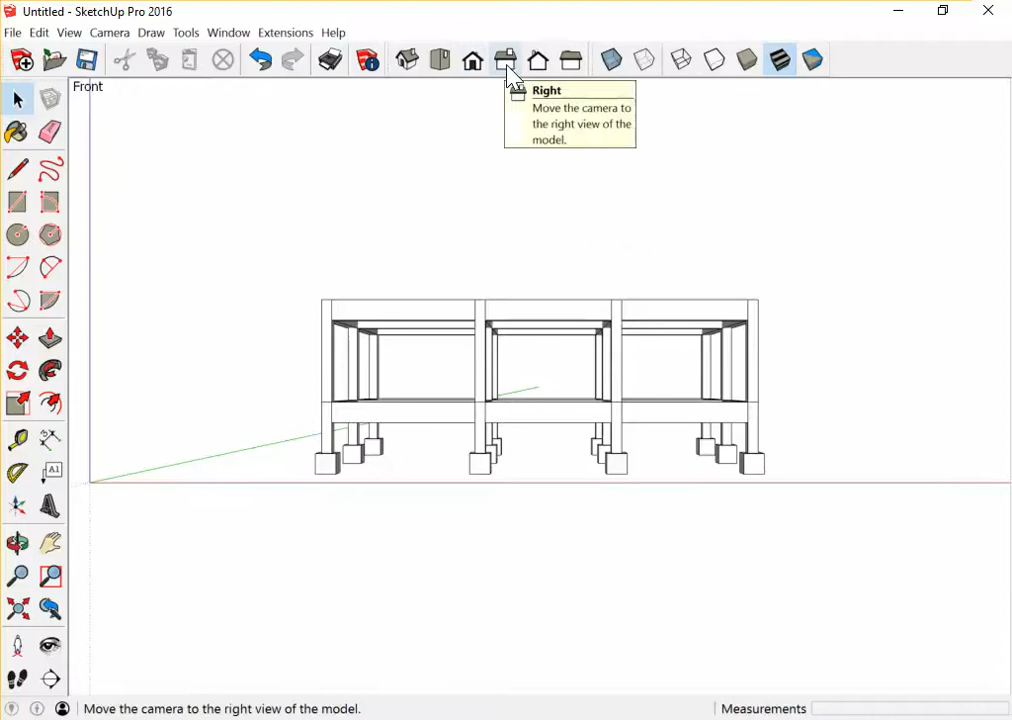 Untitled - SketchUp Pro 2016
File Edit View Camera Draw Tools Window Extensions Help
Front
Right
Move the camera to
the right view of the
model.
A1
Move the camera to the right view of the model.
Measurements